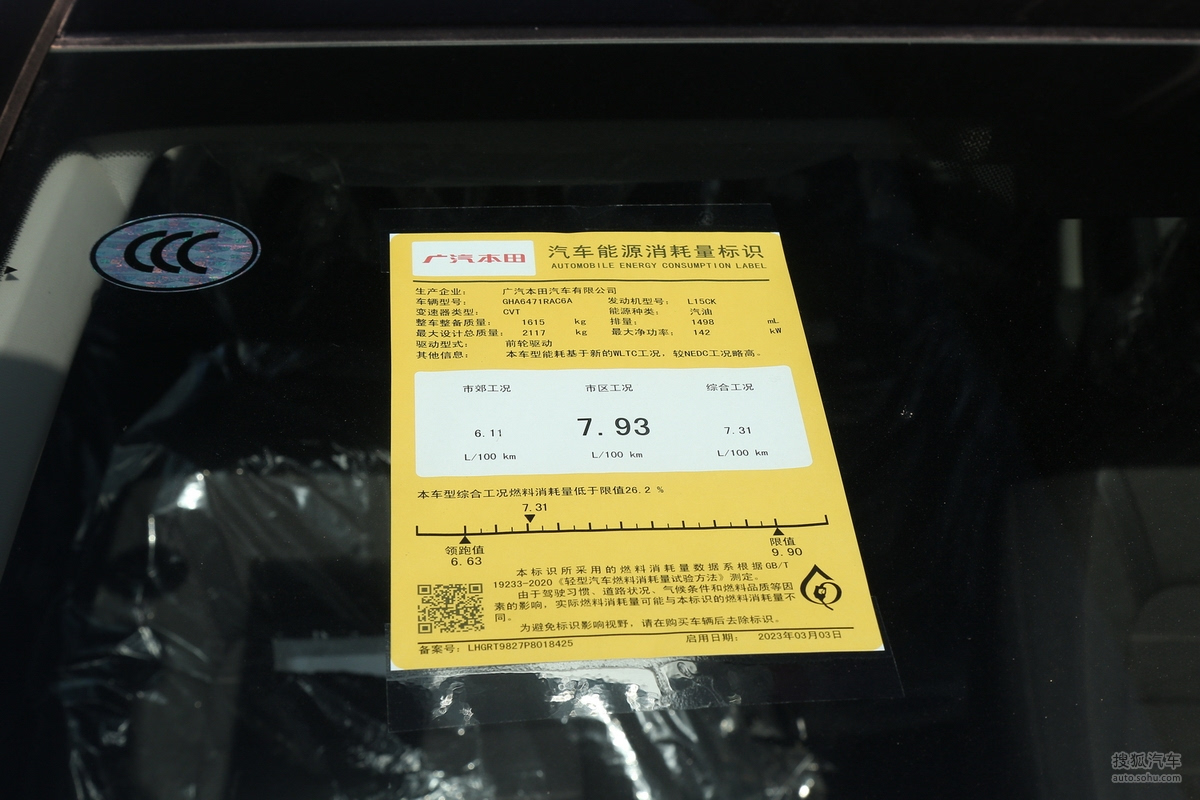 CCC
广汽本田
汽车能源消耗量标识
AUTOMOBILE ENERGY CONSUMPTION LABEL
生产企业: 广汽本田汽车有限公司
车辆型号: GHA6471RAC6A 发动机型号: L15CK
变速器类型: CVT 能源种类: 汽油
整车整备质量: 1615 kg 排量: 1498 mL
最大设计总质量: 2117 kg 最大净功率: 142 kW
驱动型式: 前轮驱动
其他信息: 本车型能耗基于新的WLTC工况，较NEDC工况略高。
市郊工况 市区工况 综合工况
6.11 7.93 7.31
L/100 km L/100 km L/100 km
本车型综合工况燃料消耗量低于限值26.2 %
7.31
领跑值 限值
6.63 9.90
本标识所采用的燃料消耗量数据系根据GB/T
19233-2020《轻型汽车燃料消耗量试验方法》测定。
由于驾驶习惯、道路状况、气候条件和燃料品质等因
素的影响，实际燃料消耗量可能与本标识的燃料消耗量不
同。
为避免标识影响视野，请在购买车辆后去除标识。
备案号: LHGRT9827P8018425 启用日期: 2023年03月03日
搜狐汽车
auto.sohu.com